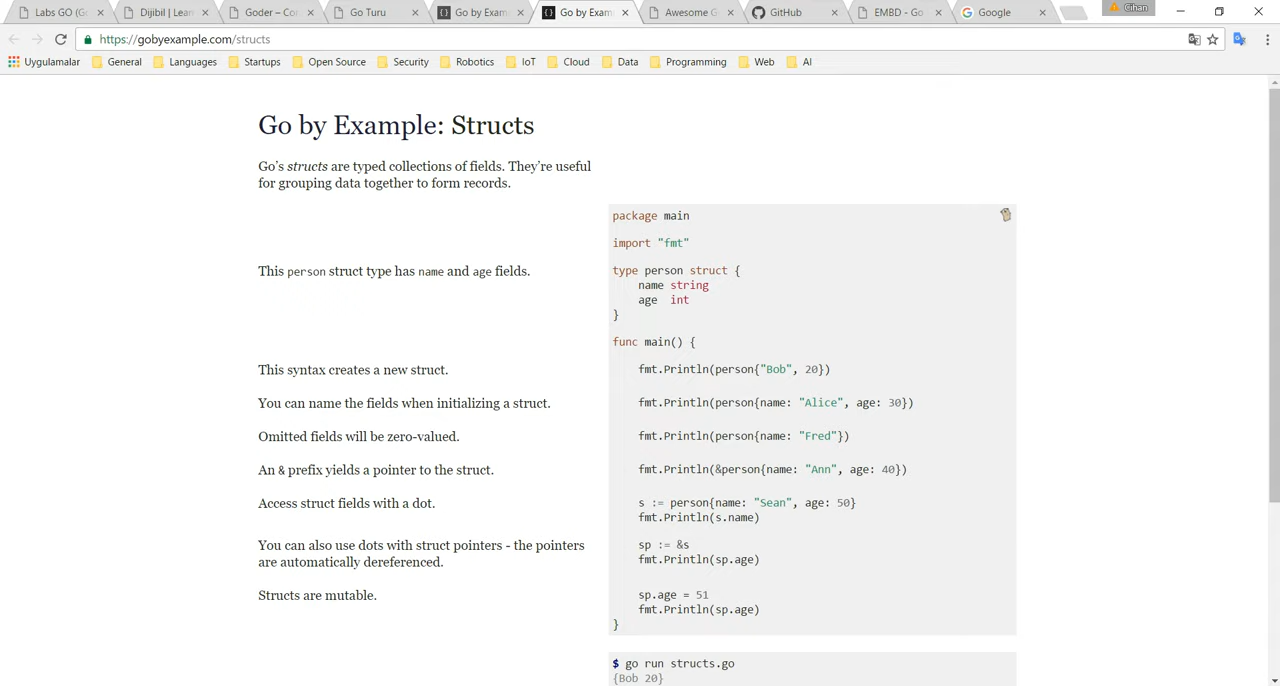 Labs GO (G
Dijibil | Lear
Goder – Co
Go Turu
Go by Exam
Go by Exam
Awesome G
GitHub
EMBD - Go
Google
Cihan
https://gobyexample.com/structs
Uygulamalar
General
Languages
Startups
Open Source
Security
Robotics
IoT
Cloud
Data
Programming
Web
AI
Go by Example: Structs
Go’s structs are typed collections of fields. They’re useful
for grouping data together to form records.
package main
import "fmt"
This person struct type has name and age fields.
type person struct {
name string
age int
}
func main() {
This syntax creates a new struct.
fmt.Println(person{"Bob", 20})
You can name the fields when initializing a struct.
fmt.Println(person{name: "Alice", age: 30})
Omitted fields will be zero-valued.
fmt.Println(person{name: "Fred"})
An & prefix yields a pointer to the struct.
fmt.Println(&person{name: "Ann", age: 40})
Access struct fields with a dot.
s := person{name: "Sean", age: 50}
fmt.Println(s.name)
You can also use dots with struct pointers - the pointers
are automatically dereferenced.
sp := &s
fmt.Println(sp.age)
Structs are mutable.
sp.age = 51
fmt.Println(sp.age)
}
$ go run structs.go
{Bob 20}